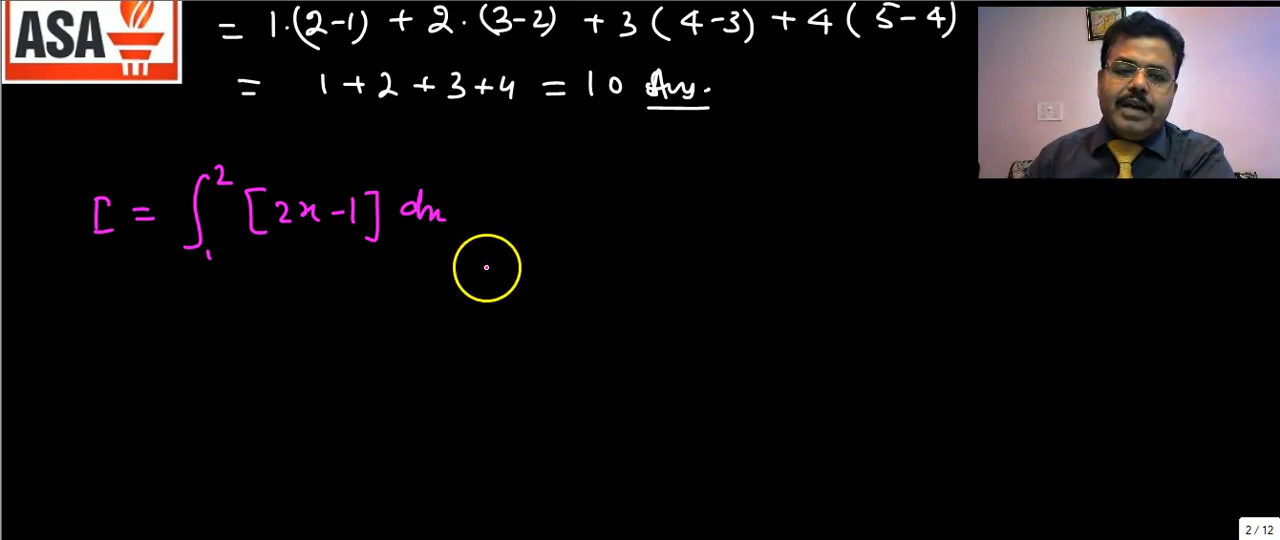 ASA
= 1.(2-1) + 2.(3-2) + 3(4-3) + 4(5-4)
= 1+2+3+4 = 10 Ans.
I = ∫₁² [2x-1] dx
2 / 12